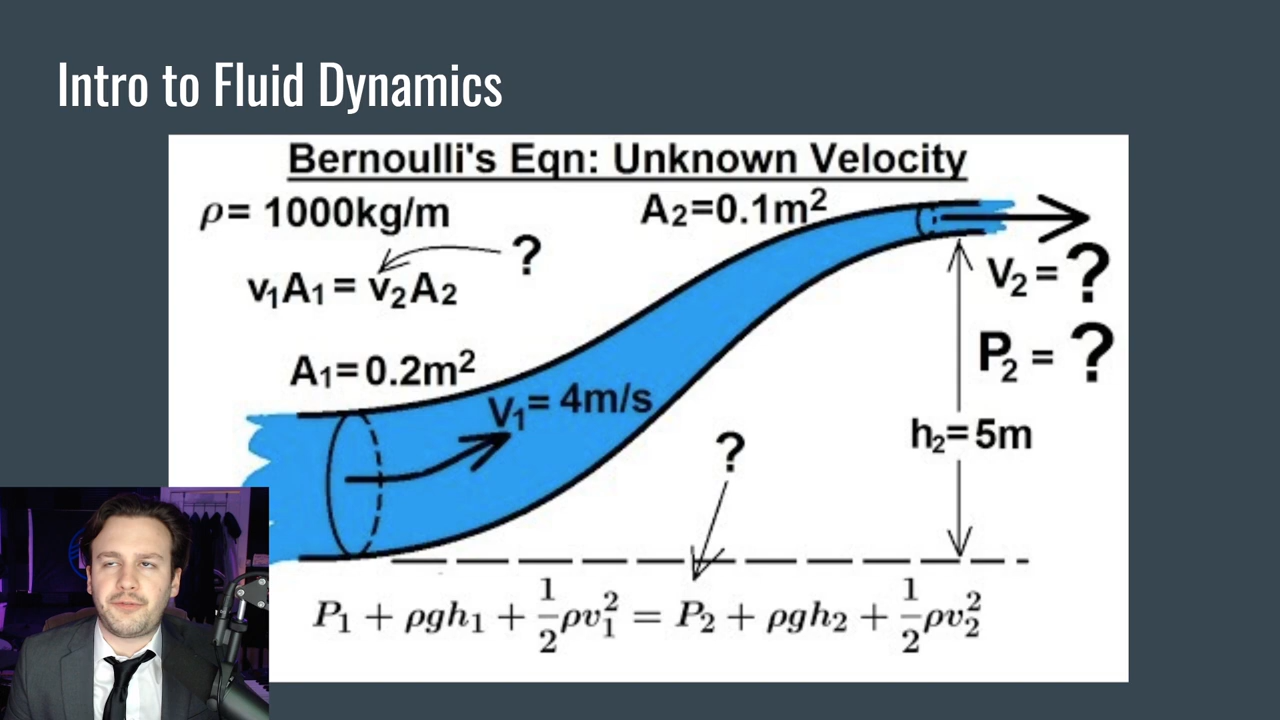 Intro to Fluid Dynamics
Bernoulli's Eqn: Unknown Velocity
ρ= 1000kg/m
A₂=0.1m²
?
v₁A₁ = v₂A₂
V₂ = ?
P₂ = ?
A₁=0.2m²
V₁= 4m/s
h₂=5m
?
P₁ + ρgh₁ + ½ρv₁² = P₂ + ρgh₂ + ½ρv₂²